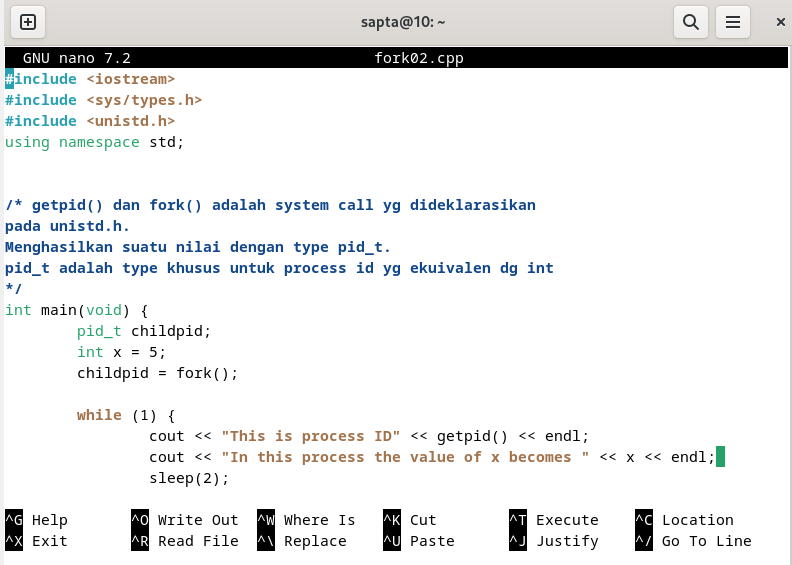 sapta@10: ~
GNU nano 7.2 fork02.cpp
#include <iostream>
#include <sys/types.h>
#include <unistd.h>
using namespace std;
/* getpid() dan fork() adalah system call yg dideklarasikan
pada unistd.h.
Menghasilkan suatu nilai dengan type pid_t.
pid_t adalah type khusus untuk process id yg ekuivalen dg int
*/
int main(void) {
        pid_t childpid;
        int x = 5;
        childpid = fork();
        while (1) {
                cout << "This is process ID" << getpid() << endl;
                cout << "In this process the value of x becomes " << x << endl;
                sleep(2);
^G Help ^O Write Out ^W Where Is ^K Cut ^T Execute ^C Location
^X Exit ^R Read File ^\ Replace ^U Paste ^J Justify ^/ Go To Line